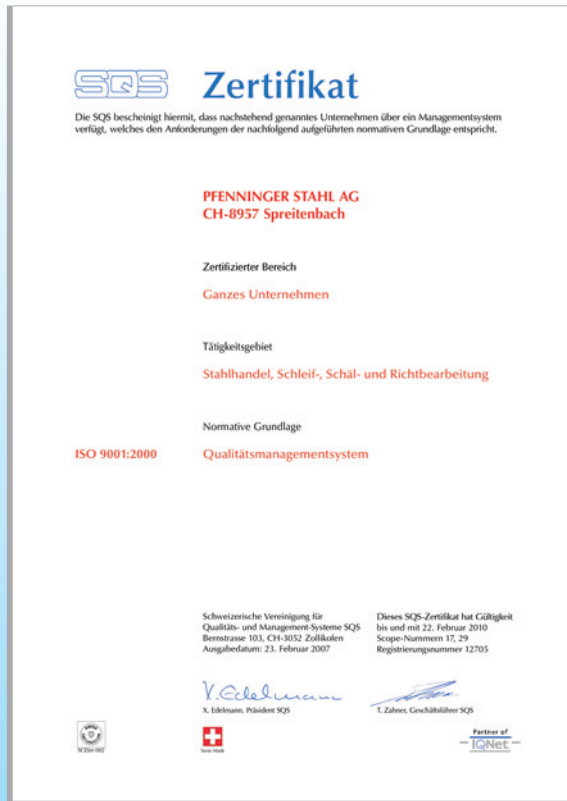 SQS Zertifikat
Die SQS bescheinigt hiermit, dass nachstehend genanntes Unternehmen über ein Managementsystem
verfügt, welches den Anforderungen der nachfolgend aufgeführten normativen Grundlage entspricht.
PFENNINGER STAHL AG
CH-8957 Spreitenbach
Zertifizierter Bereich
Ganzes Unternehmen
Tätigkeitsgebiet
Stahlhandel, Schleif-, Schäl- und Richtbearbeitung
Normative Grundlage
ISO 9001:2000 Qualitätsmanagementsystem
Schweizerische Vereinigung für
Qualitäts- und Management-Systeme SQS
Bernstrasse 103, CH-3052 Zollikofen
Ausgabedatum: 23. Februar 2007
Dieses SQS-Zertifikat hat Gültigkeit
bis und mit 22. Februar 2010
Scope-Nummern 17, 29
Registrierungsnummer 12705
X. Edelmann
X. Edelmann, Präsident SQS
T. Zahner, Geschäftsführer SQS
Swiss Made
Partner of
IQNet